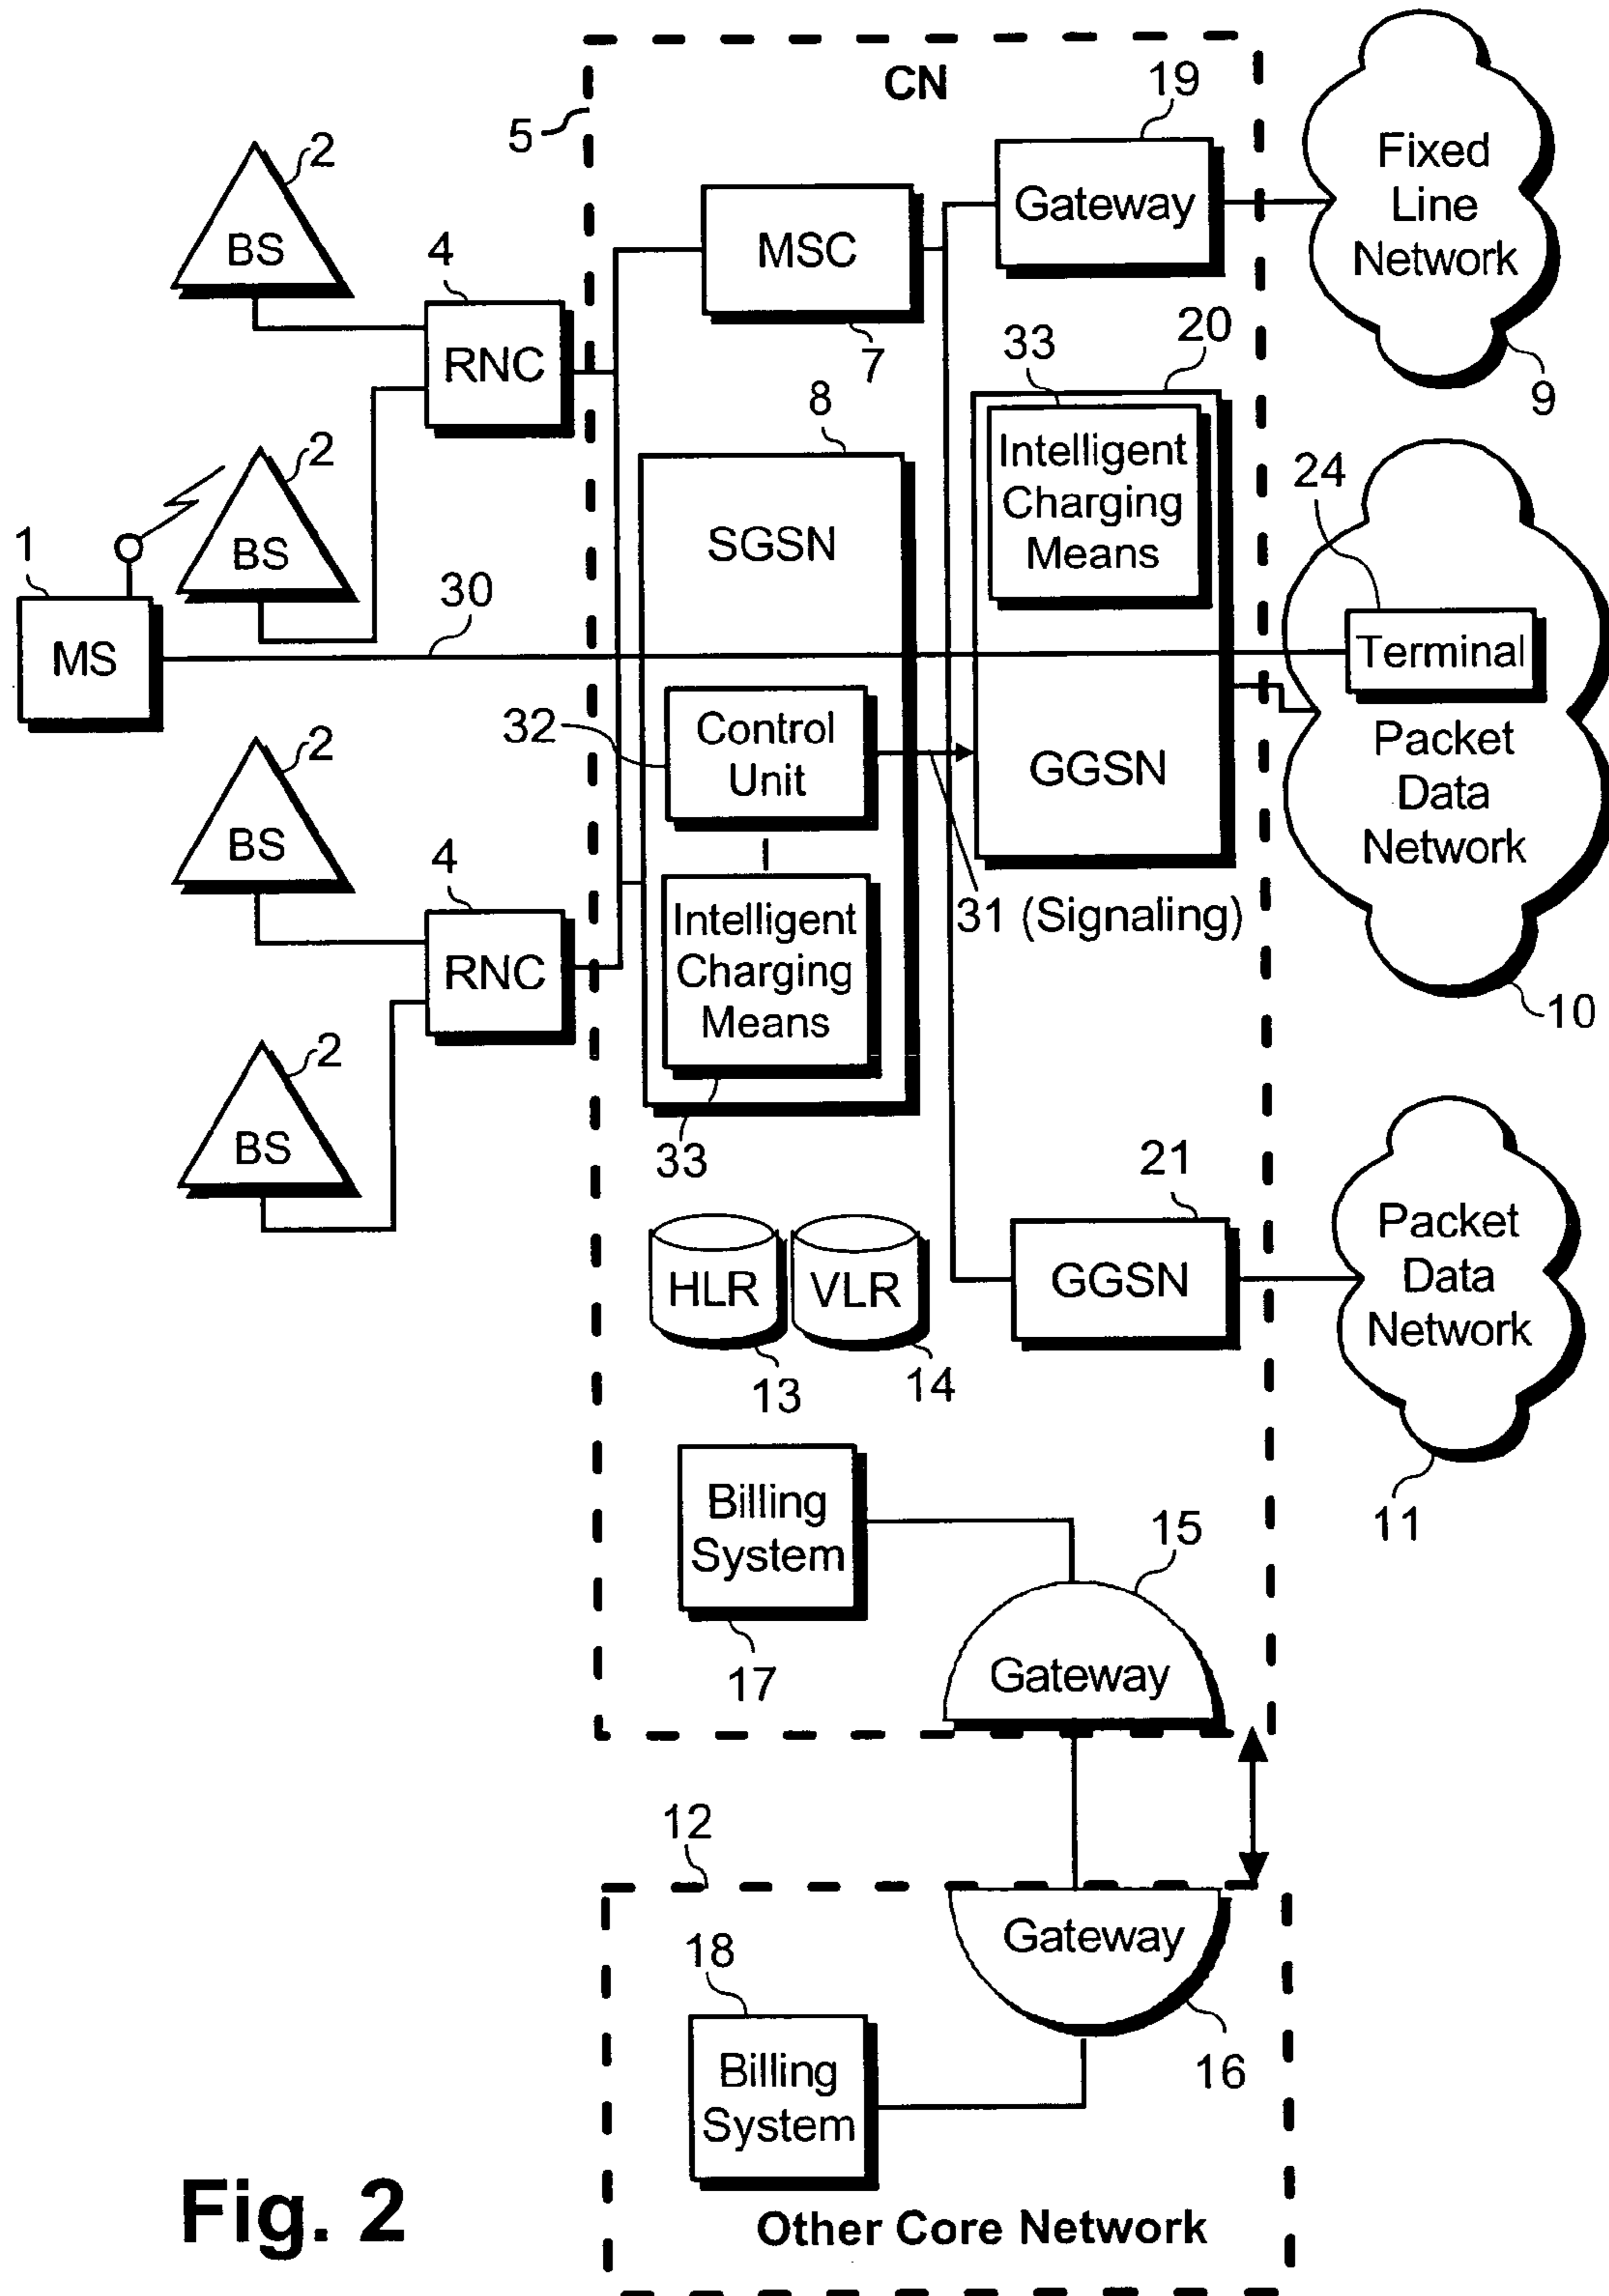 CN
5
19
Gateway
Fixed
Line
Network
9
2
BS
4
RNC
MSC
7
2
BS
1
MS
30
8
SGSN
32
Control
Unit
Intelligent
Charging
Means
33
20
33
Intelligent
Charging
Means
GGSN
31 (Signaling)
24
Terminal
Packet
Data
Network
10
2
BS
4
RNC
2
BS
HLR
13
VLR
14
21
GGSN
Packet
Data
Network
11
Billing
System
17
15
Gateway
12
Gateway
16
18
Billing
System
Other Core Network
Fig. 2